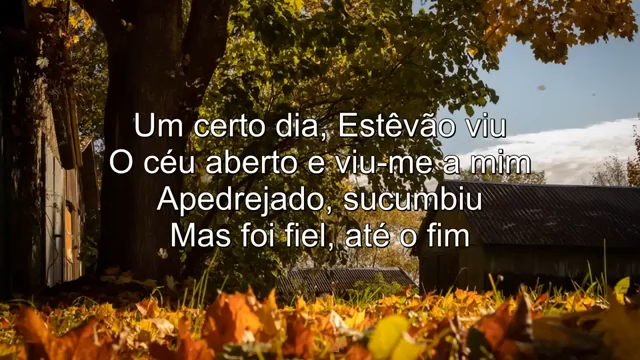 Um certo dia, Estêvão viu
O céu aberto e viu-me a mim
Apedrejado, sucumbiu
Mas foi fiel, até o fim